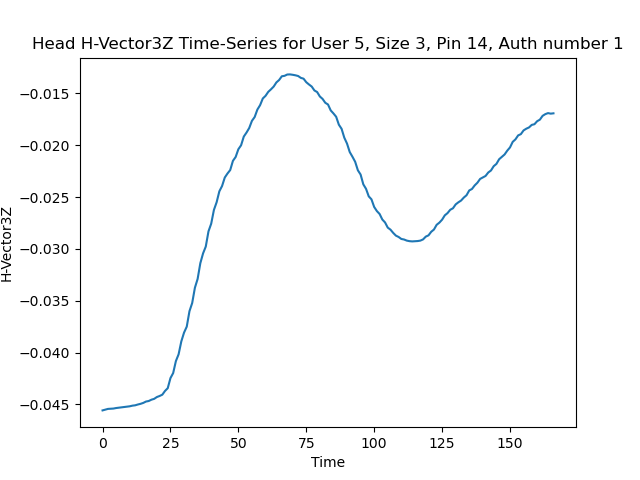 Head H-Vector3Z Time-Series for User 5, Size 3, Pin 14, Auth number 1
H-Vector3Z
−0.015
−0.020
−0.025
−0.030
−0.035
−0.040
−0.045
0 25 50 75 100 125 150
Time